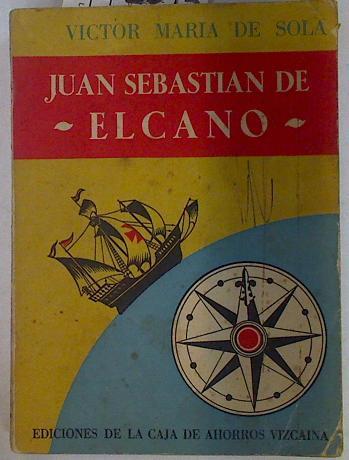 VICTOR MARIA DE SOLA
JUAN SEBASTIAN DE
- ELCANO -
EDICIONES DE LA CAJA DE AHORROS VIZCAINA